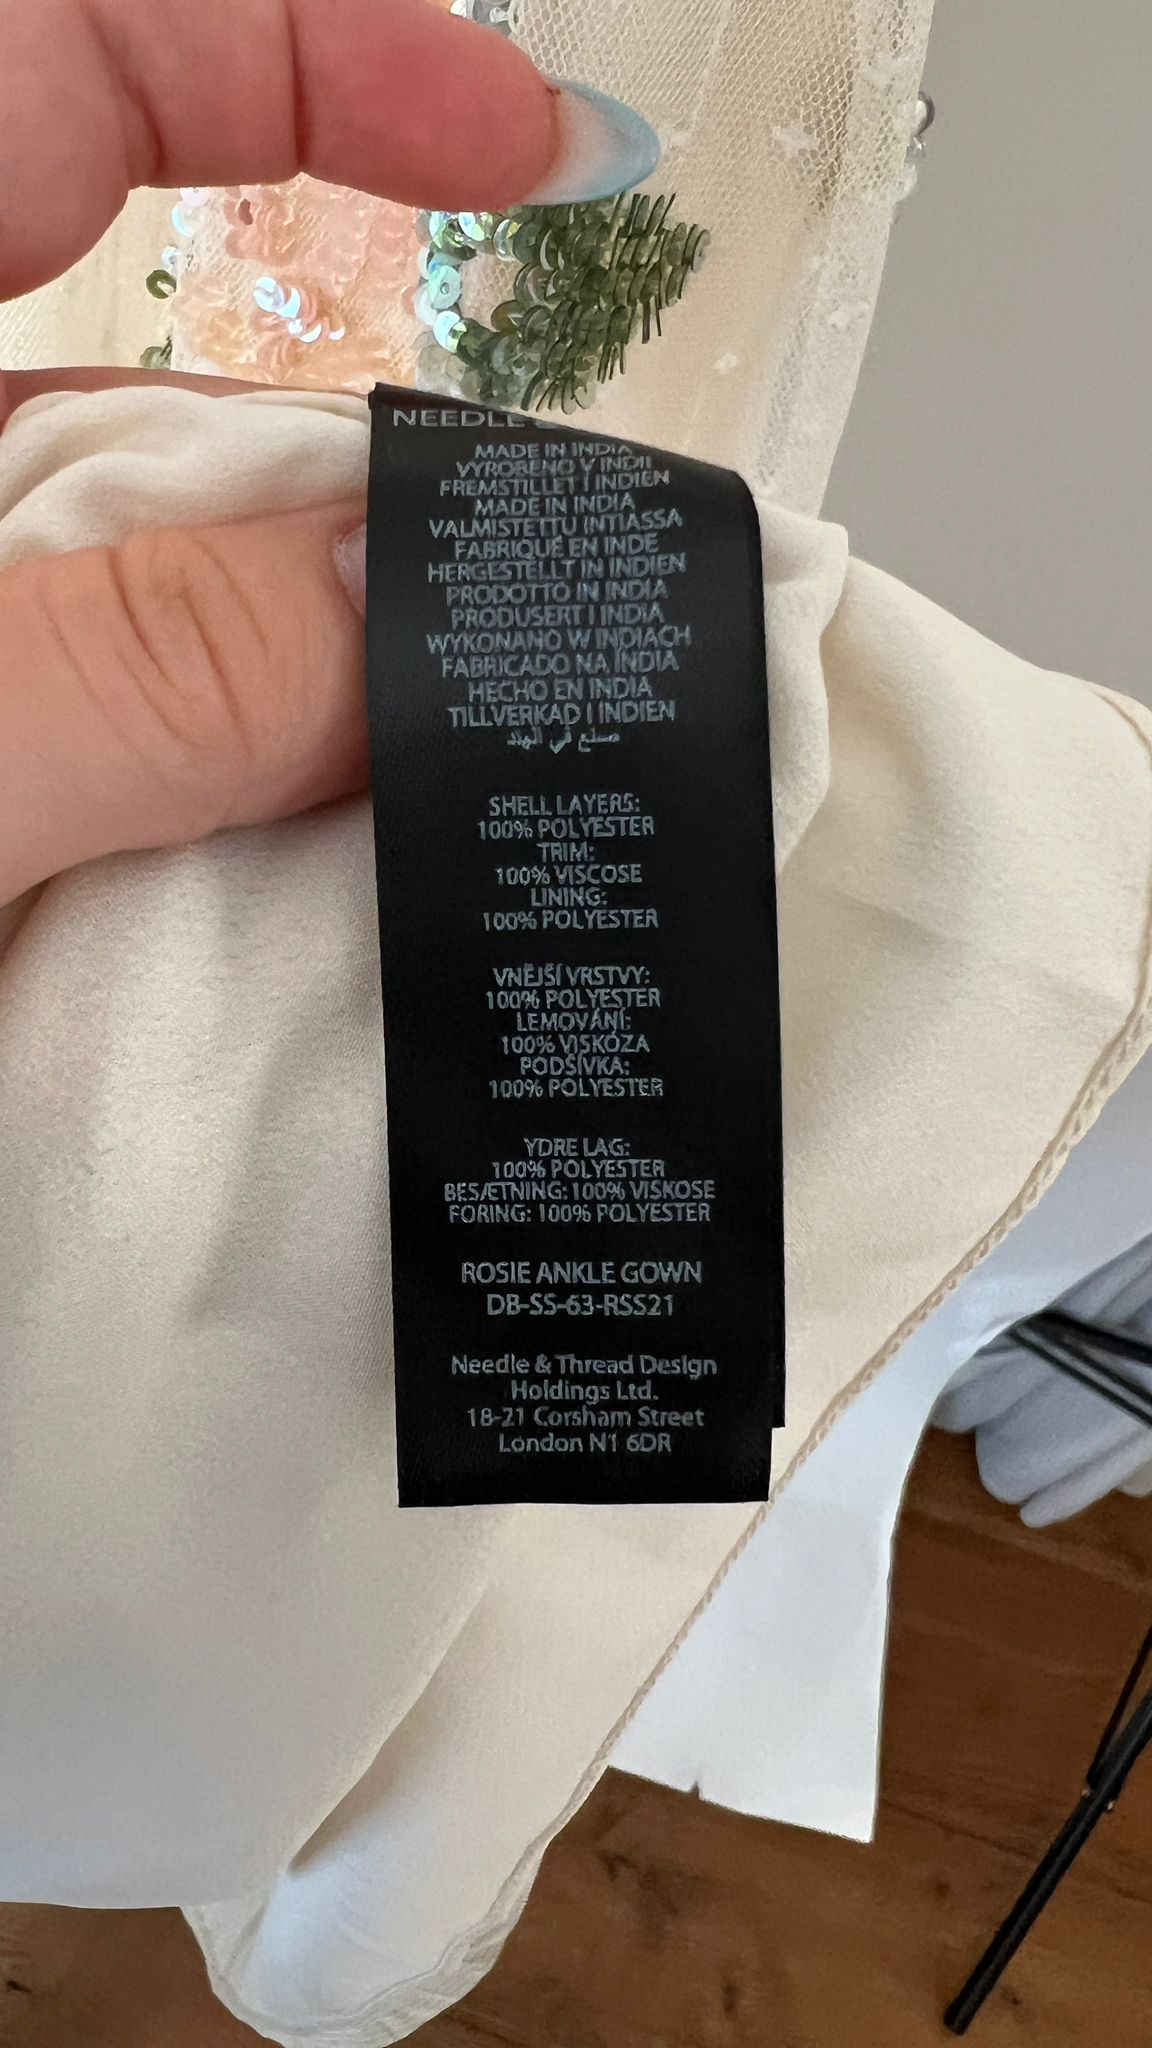 NEEDLE &
MADE IN INDIA
VYROBENO V INDII
FREMSTILLET I INDIEN
MADE IN INDIA
VALMISTETTU INTIASSA
FABRIQUÉ EN INDE
HERGESTELLT IN INDIEN
PRODOTTO IN INDIA
PRODUSERT I INDIA
WYKONANO W INDIACH
FABRICADO NA ÍNDIA
HECHO EN INDIA
TILLVERKAD I INDIEN
صنع في الهند
SHELL LAYERS:
100% POLYESTER
TRIM:
100% VISCOSE
LINING:
100% POLYESTER
VNĚJŠÍ VRSTVY:
100% POLYESTER
LEMOVÁNÍ:
100% VISKÓZA
PODŠÍVKA:
100% POLYESTER
YDRE LAG:
100% POLYESTER
BESÆTNING: 100% VISKOSE
FORING: 100% POLYESTER
ROSIE ANKLE GOWN
DB-SS-63-RSS21
Needle & Thread Design
Holdings Ltd.
18-21 Corsham Street
London N1 6DR